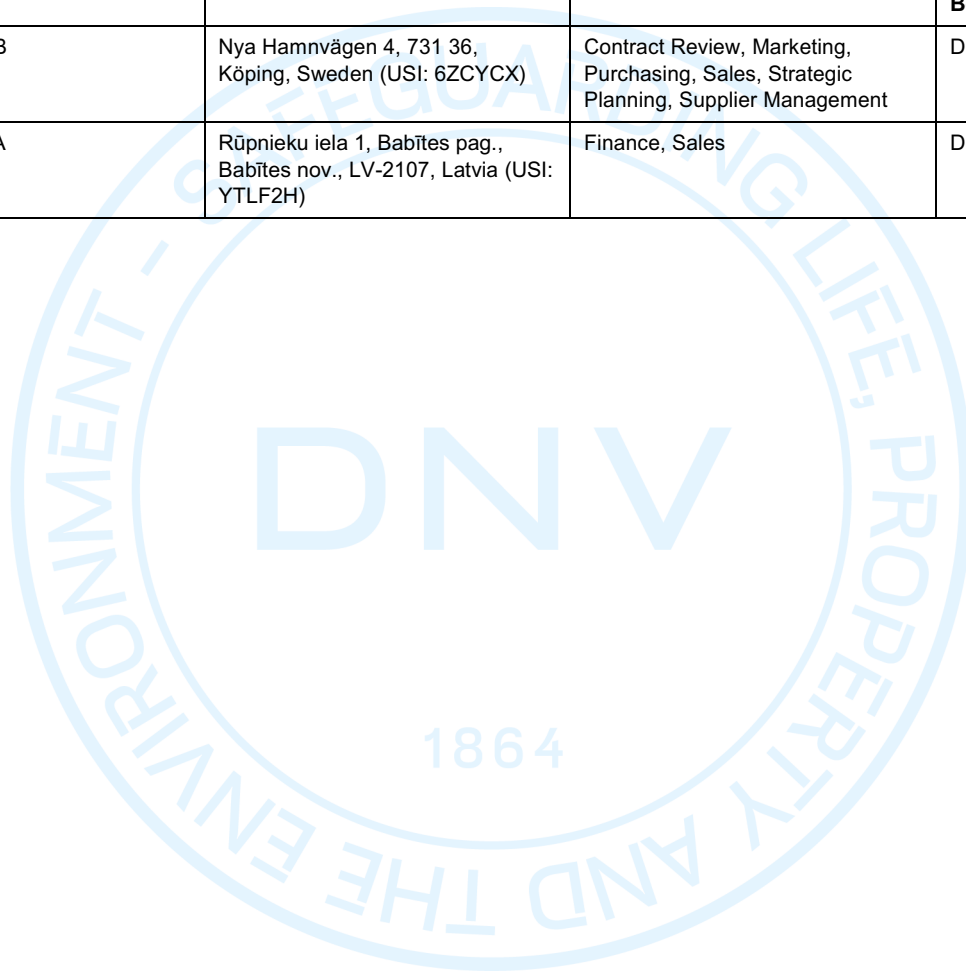 B
B
Nya Hamnvägen 4, 731 36,
Köping, Sweden (USI: 6ZCYCX)
Contract Review, Marketing,
Purchasing, Sales, Strategic
Planning, Supplier Management
D
A
Rūpnieku iela 1, Babītes pag.,
Babītes nov., LV-2107, Latvia (USI:
YTLF2H)
Finance, Sales
D
SAFEGUARDING LIFE, PROPERTY AND THE ENVIRONMENT -
DNV
1864